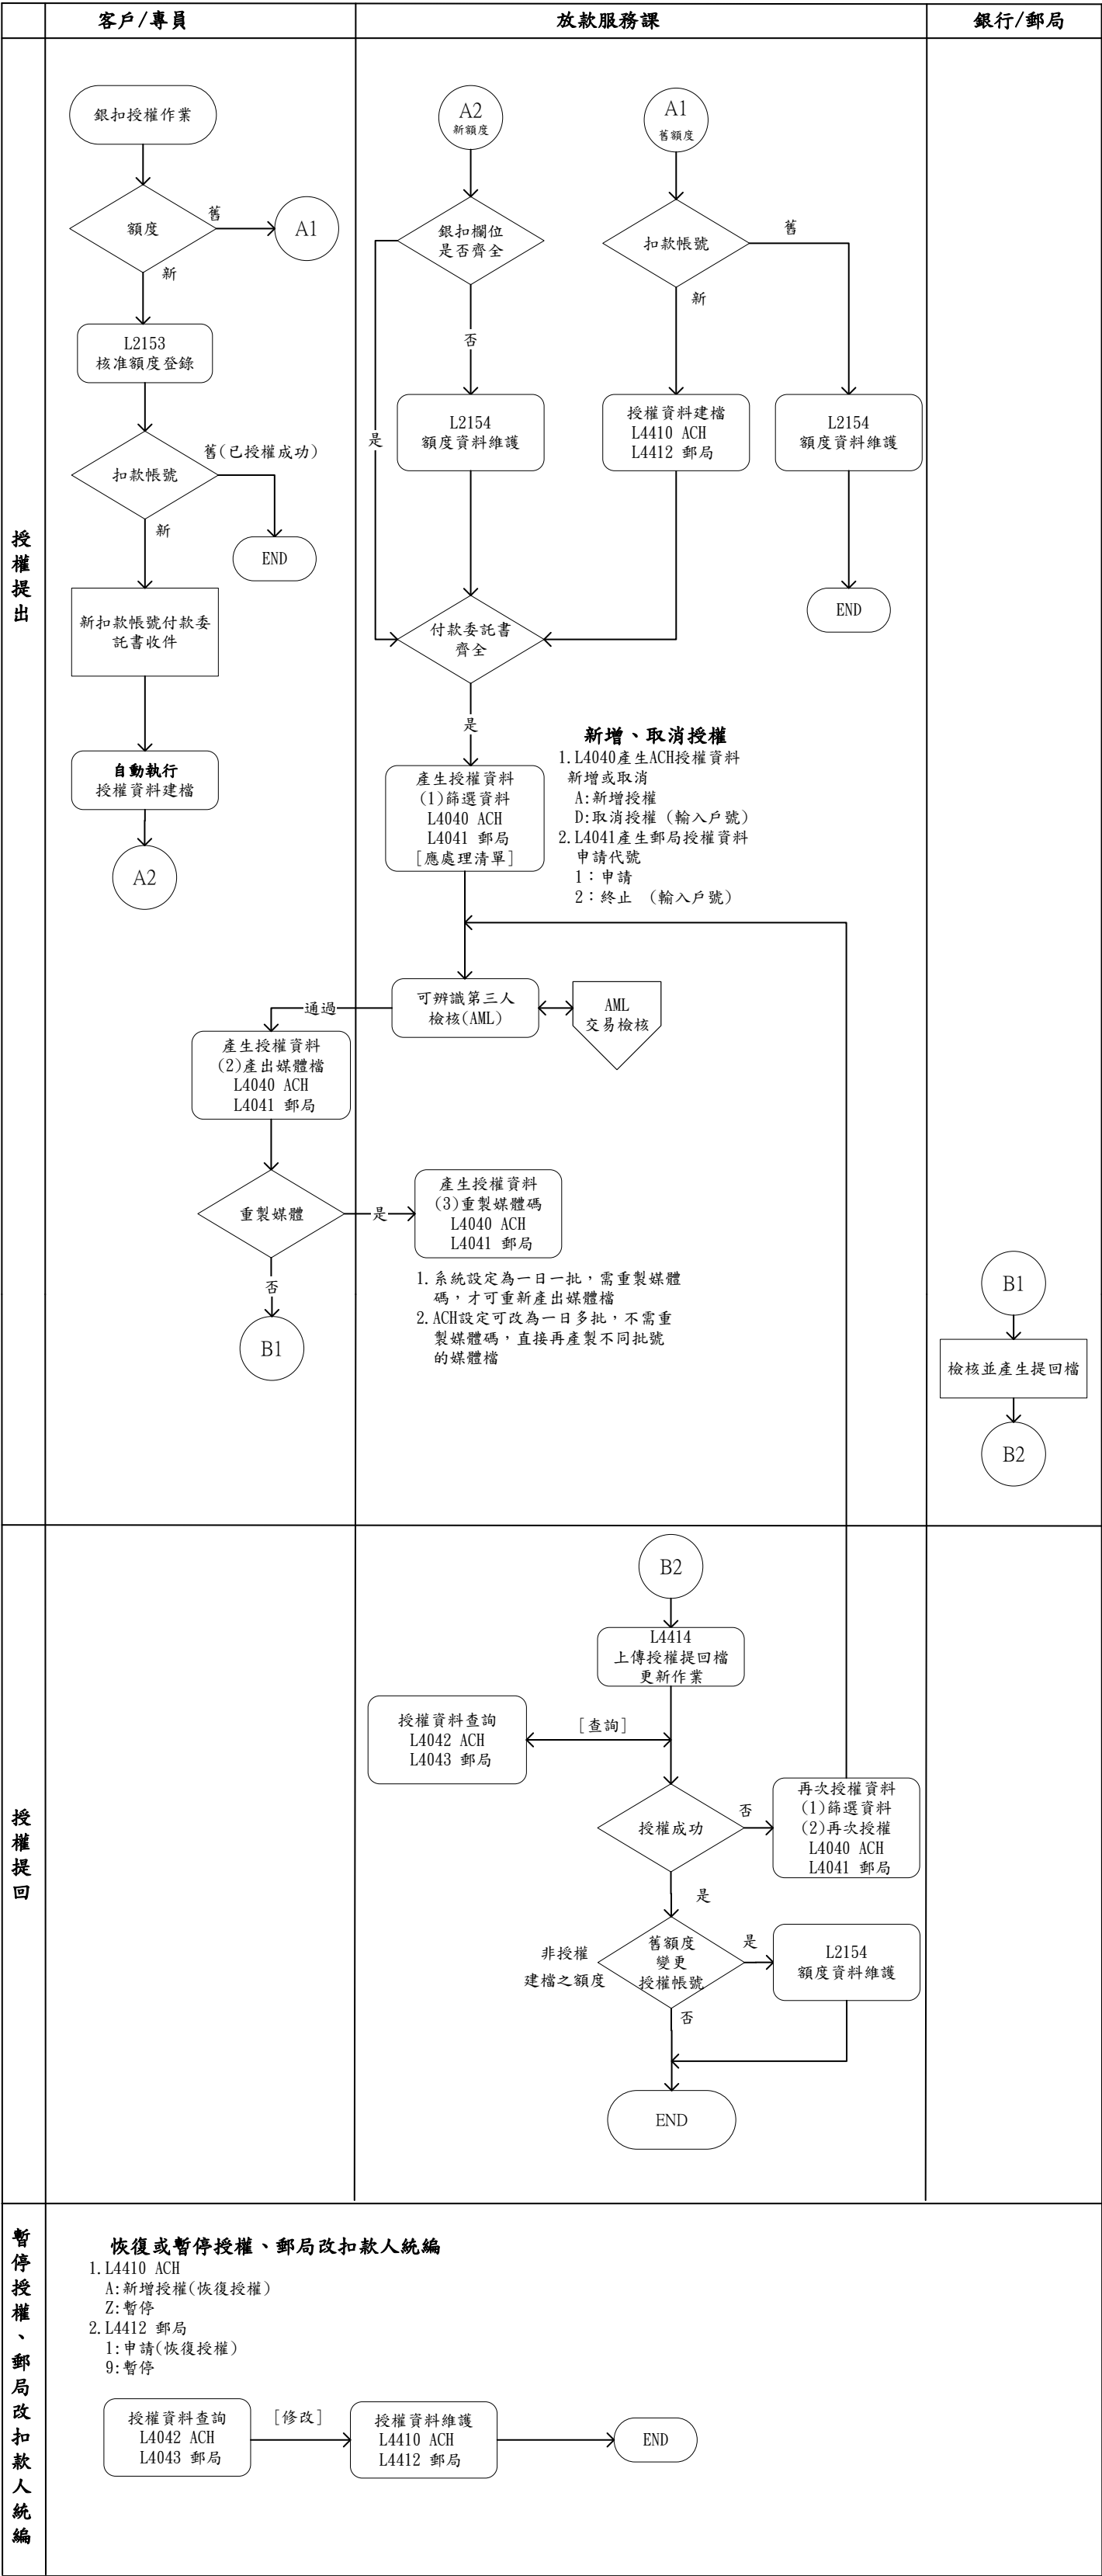 客戶/專員
放款服務課
銀行/郵局
授權提出
銀扣授權作業
額度
舊
A1
新
L2153
核准額度登錄
扣款帳號
舊(已授權成功)
END
新
新扣款帳號付款委
託書收件
自動執行
授權資料建檔
A2
A2
新額度
銀扣欄位
是否齊全
否
是
L2154
額度資料維護
A1
舊額度
扣款帳號
舊
新
授權資料建檔
L4410 ACH
L4412 郵局
L2154
額度資料維護
END
付款委託書
齊全
是
產生授權資料
(1)篩選資料
L4040 ACH
L4041 郵局
[應處理清單]
新增、取消授權
1.L4040產生ACH授權資料
新增或取消
A:新增授權
D:取消授權（輸入戶號）
2.L4041產生郵局授權資料
申請代號
1：申請
2：終止 （輸入戶號）
可辨識第三人
檢核(AML)
AML
交易檢核
通過
產生授權資料
(2)產出媒體檔
L4040 ACH
L4041 郵局
重製媒體
是
否
產生授權資料
(3)重製媒體碼
L4040 ACH
L4041 郵局
1.系統設定為一日一批，需重製媒體
碼，才可重新產出媒體檔
2.ACH設定可改為一日多批，不需重
製媒體碼，直接再產製不同批號
的媒體檔
B1
B1
檢核並產生提回檔
B2
授權提回
B2
L4414
上傳授權提回檔
更新作業
授權資料查詢
L4042 ACH
L4043 郵局
[查詢]
授權成功
否
再次授權資料
(1)篩選資料
(2)再次授權
L4040 ACH
L4041 郵局
是
非授權
建檔之額度
舊額度
變更
授權帳號
是
L2154
額度資料維護
否
END
暫停授權、郵局改扣款人統編
恢復或暫停授權、郵局改扣款人統編
1.L4410 ACH
A:新增授權(恢復授權)
Z:暫停
2.L4412 郵局
1:申請(恢復授權)
9:暫停
授權資料查詢
L4042 ACH
L4043 郵局
[修改]
授權資料維護
L4410 ACH
L4412 郵局
END